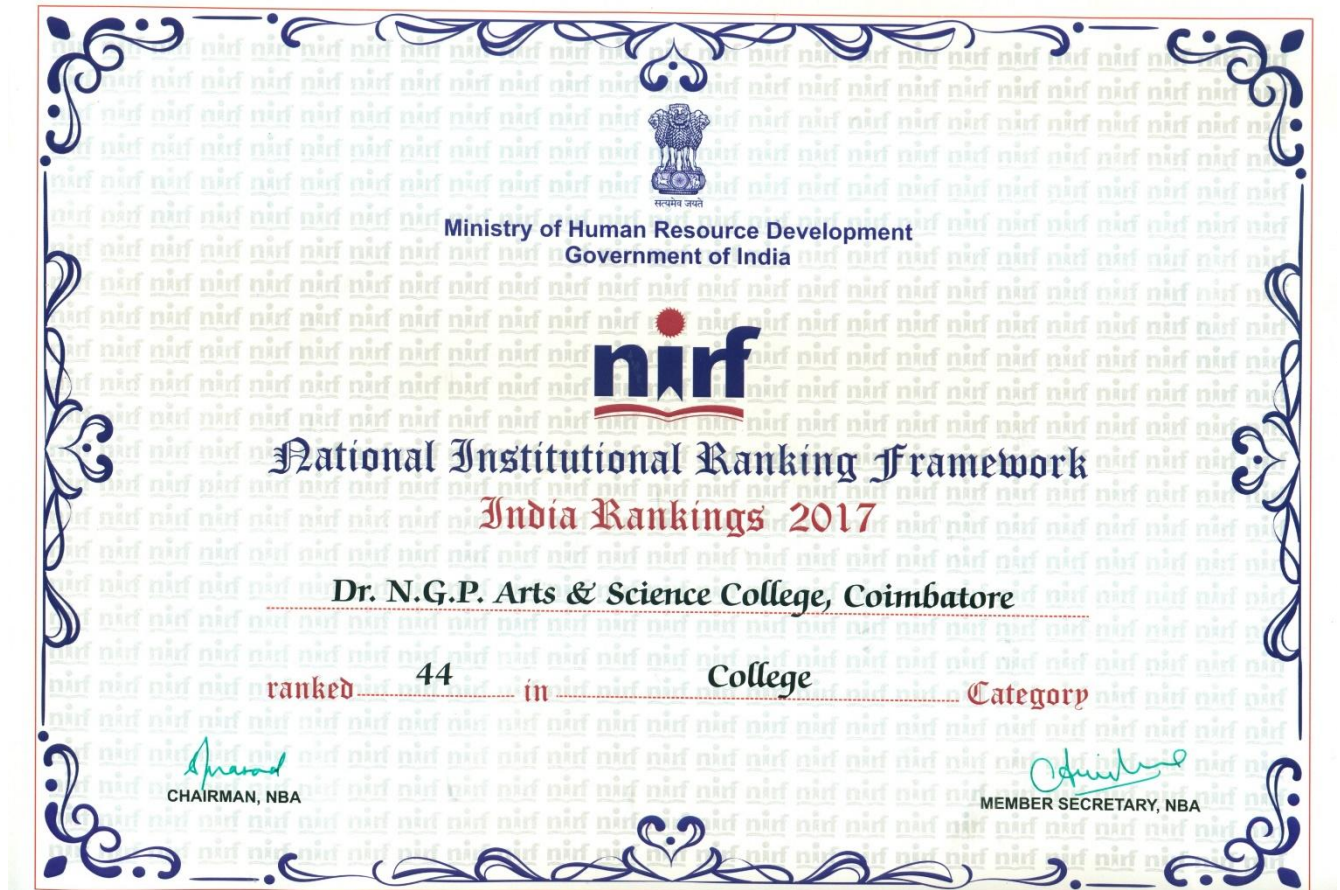 सत्यमेव जयते
Ministry of Human Resource Development
Government of India
nirf
National Institutional Ranking Framework
India Rankings 2017
Dr. N.G.P. Arts & Science College, Coimbatore
ranked 44 in College Category
CHAIRMAN, NBA
MEMBER SECRETARY, NBA